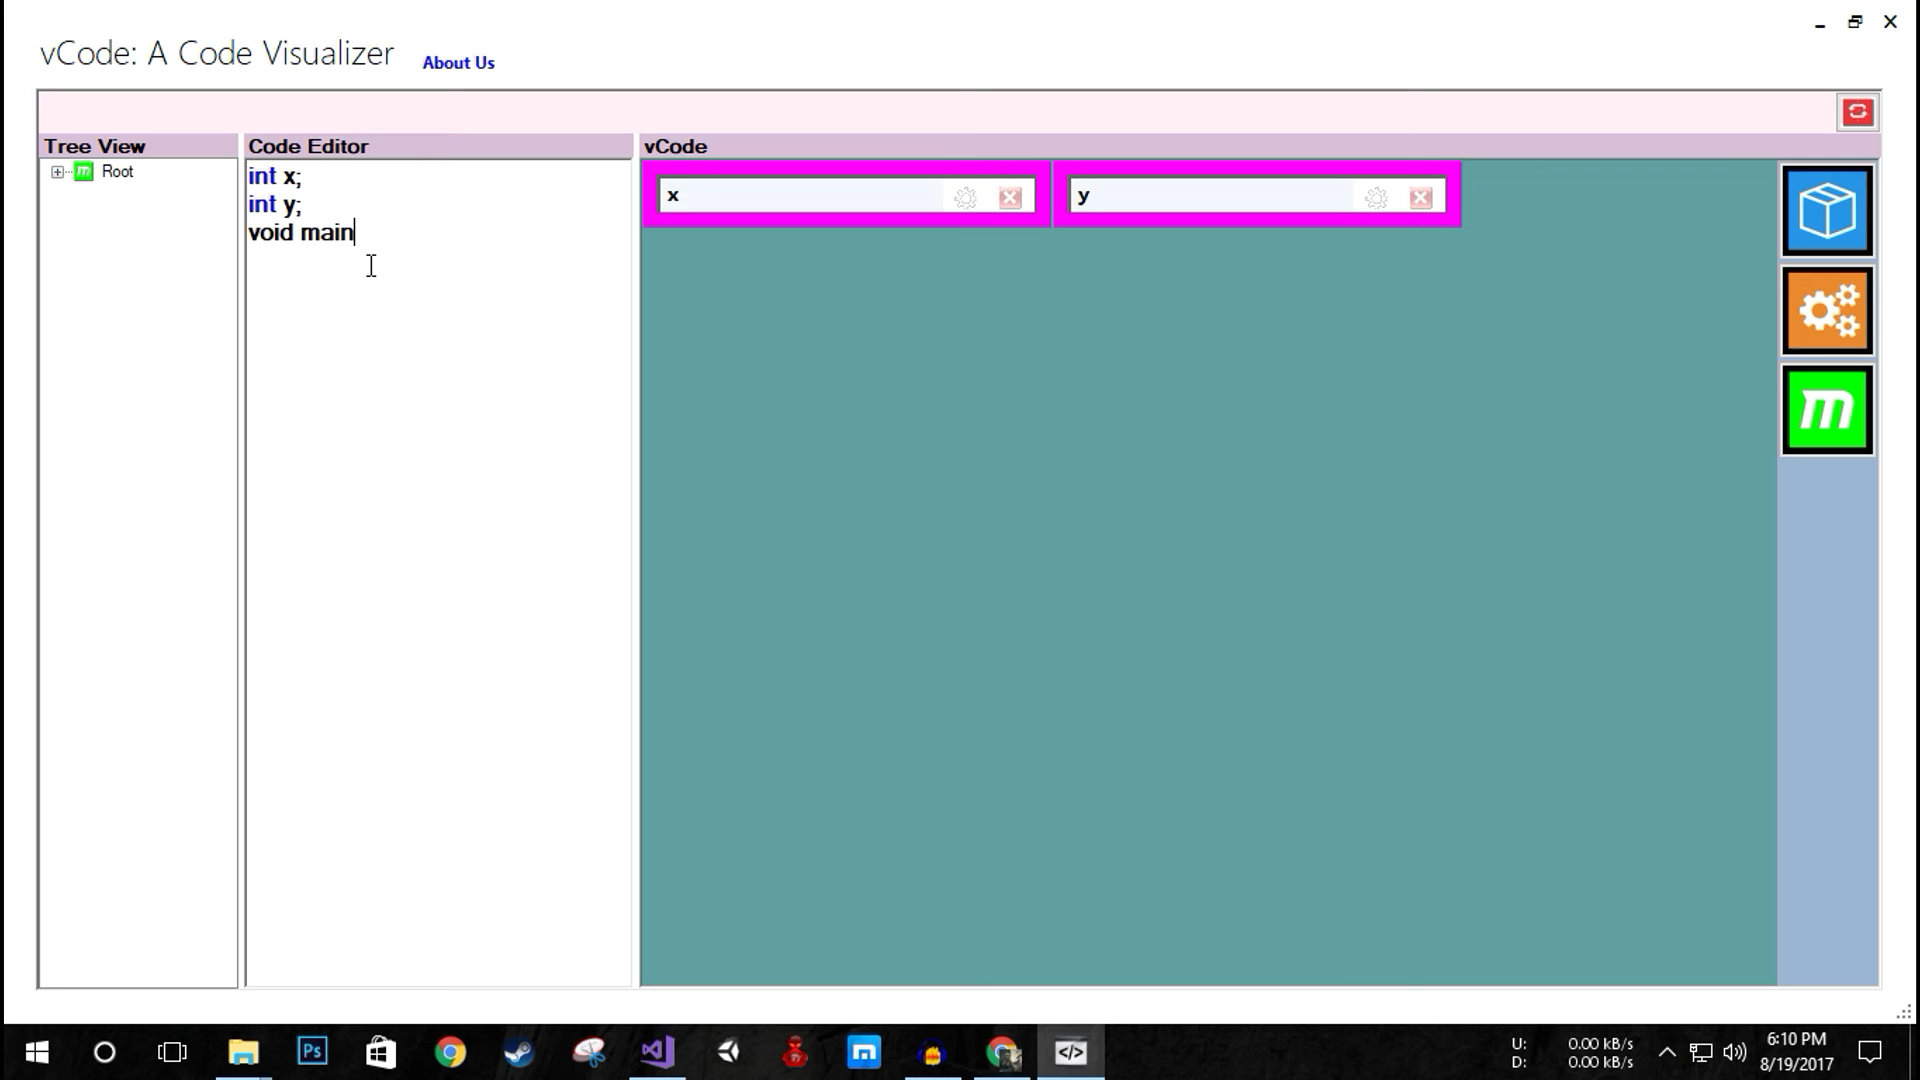 vCode: A Code Visualizer
About Us
Tree View
Code Editor
vCode
Root
int x;
int y;
void main
x
y
m
Ps
U: 0.00 kB/s
D: 0.00 kB/s
6:10 PM
8/19/2017